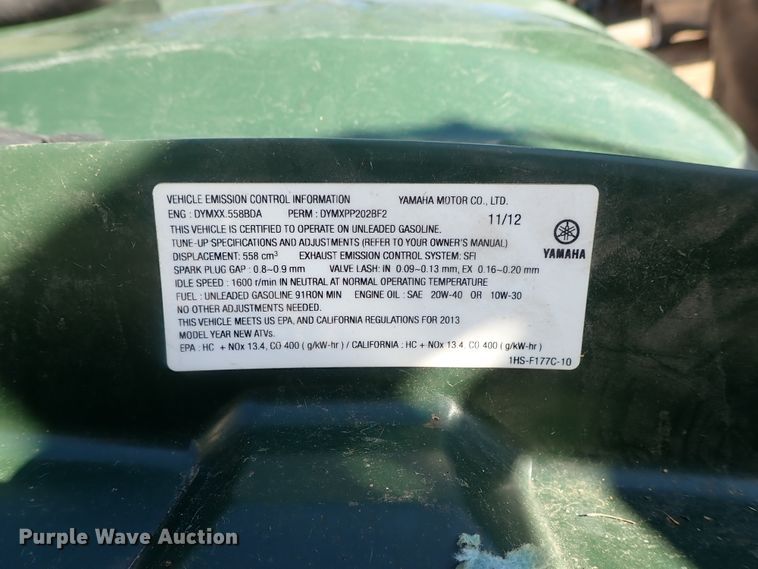 VEHICLE EMISSION CONTROL INFORMATION YAMAHA MOTOR CO., LTD.
ENG : DYMXX.558BDA PERM : DYMXPP202BF2 11/12
THIS VEHICLE IS CERTIFIED TO OPERATE ON UNLEADED GASOLINE.
TUNE-UP SPECIFICATIONS AND ADJUSTMENTS (REFER TO YOUR OWNER'S MANUAL)
DISPLACEMENT: 558 cm³ EXHAUST EMISSION CONTROL SYSTEM: SFI
YAMAHA
SPARK PLUG GAP : 0.8~0.9 mm VALVE LASH : IN 0.09~0.13 mm, EX 0.16~0.20 mm
IDLE SPEED : 1600 r/min IN NEUTRAL AT NORMAL OPERATING TEMPERATURE
FUEL : UNLEADED GASOLINE 91RON MIN ENGINE OIL : SAE 20W-40 OR 10W-30
NO OTHER ADJUSTMENTS NEEDED.
THIS VEHICLE MEETS US EPA, AND CALIFORNIA REGULATIONS FOR 2013
MODEL YEAR NEW ATVs.
EPA : HC + NOx 13.4, CO 400 ( g/kW-hr ) / CALIFORNIA : HC + NOx 13.4, CO 400 ( g/kW-hr )
1HS-F177C-10
Purple Wave Auction®